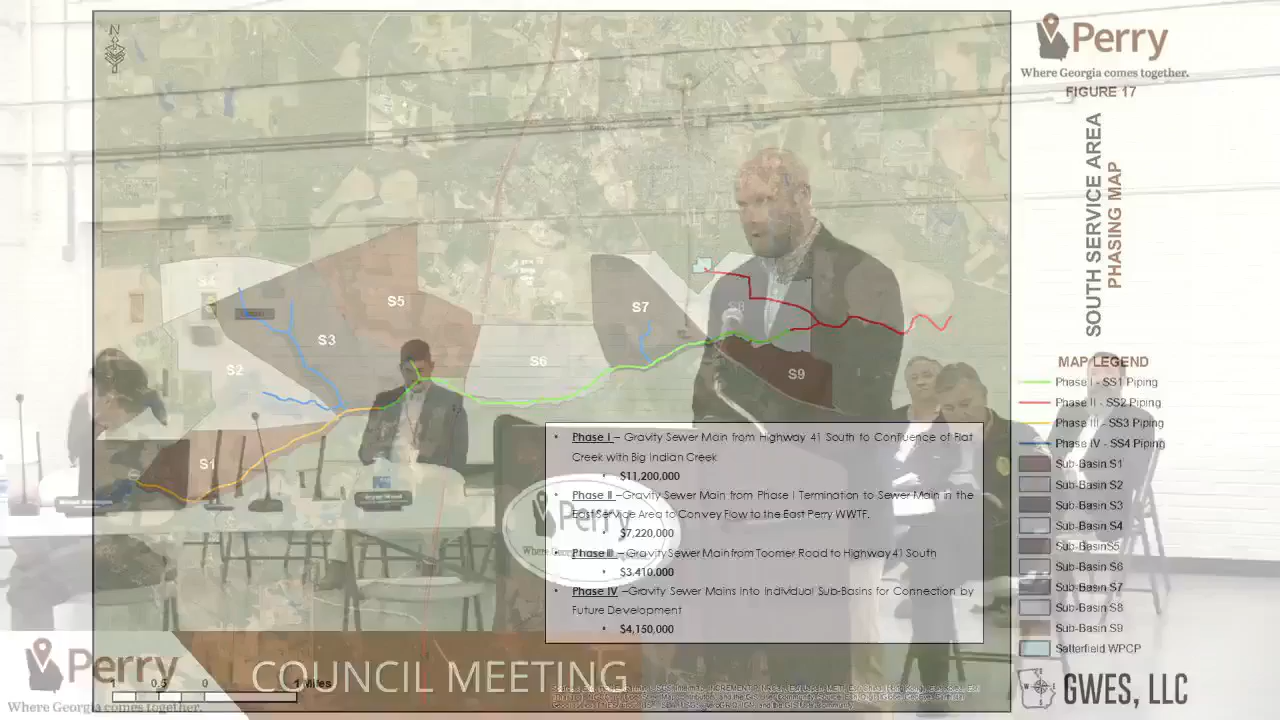 N
Perry
Where Georgia comes together.
FIGURE 17
SOUTH SERVICE AREA
PHASING MAP
S4
S5
S7
S8
S3
S6
S2
S9
S1
MAP LEGEND
Phase I - SS1 Piping
Phase II - SS2 Piping
Phase III - SS3 Piping
Phase IV - SS4 Piping
Sub-Basin S1
Sub-Basin S2
Sub-Basin S3
Sub-Basin S4
Sub-Basin S5
Sub-Basin S6
Sub-Basin S7
Sub-Basin S8
Sub-Basin S9
Satterfield WPCP
• Phase I – Gravity Sewer Main from Highway 41 South to Confluence of Flat
Creek with Big Indian Creek
• $11,200,000
• Phase II –Gravity Sewer Main from Phase I Termination to Sewer Main in the
East Service Area to Convey Flow to the East Perry WWTF.
• $7,220,000
• Phase III – Gravity Sewer Main from Toomer Road to Highway 41 South
• $3,410,000
• Phase IV –Gravity Sewer Mains into Individual Sub-Basins for Connection by
Future Development
• $4,150,000
Perry
Where
Perry
Where Georgia comes together.
COUNCIL MEETING
1 0.5 0 1 Miles
GWES, LLC